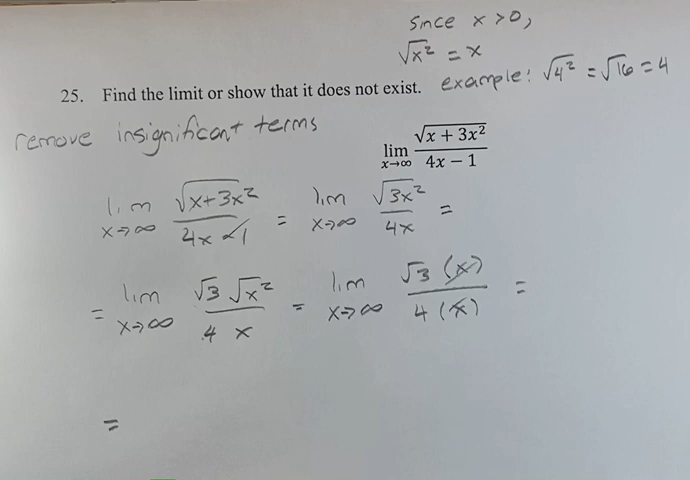 Since x > 0,
√x² = x
25. Find the limit or show that it does not exist.
example: √4² = √16 = 4
remove insignificant terms
lim x→∞ √(x + 3x²) / (4x − 1)
lim x→∞ √(x+3x²) / (4x − 1) = lim x→∞ √(3x²) / 4x =
= lim x→∞ √3 √x² / 4 x = lim x→∞ √3 (x) / 4 (x) =
=